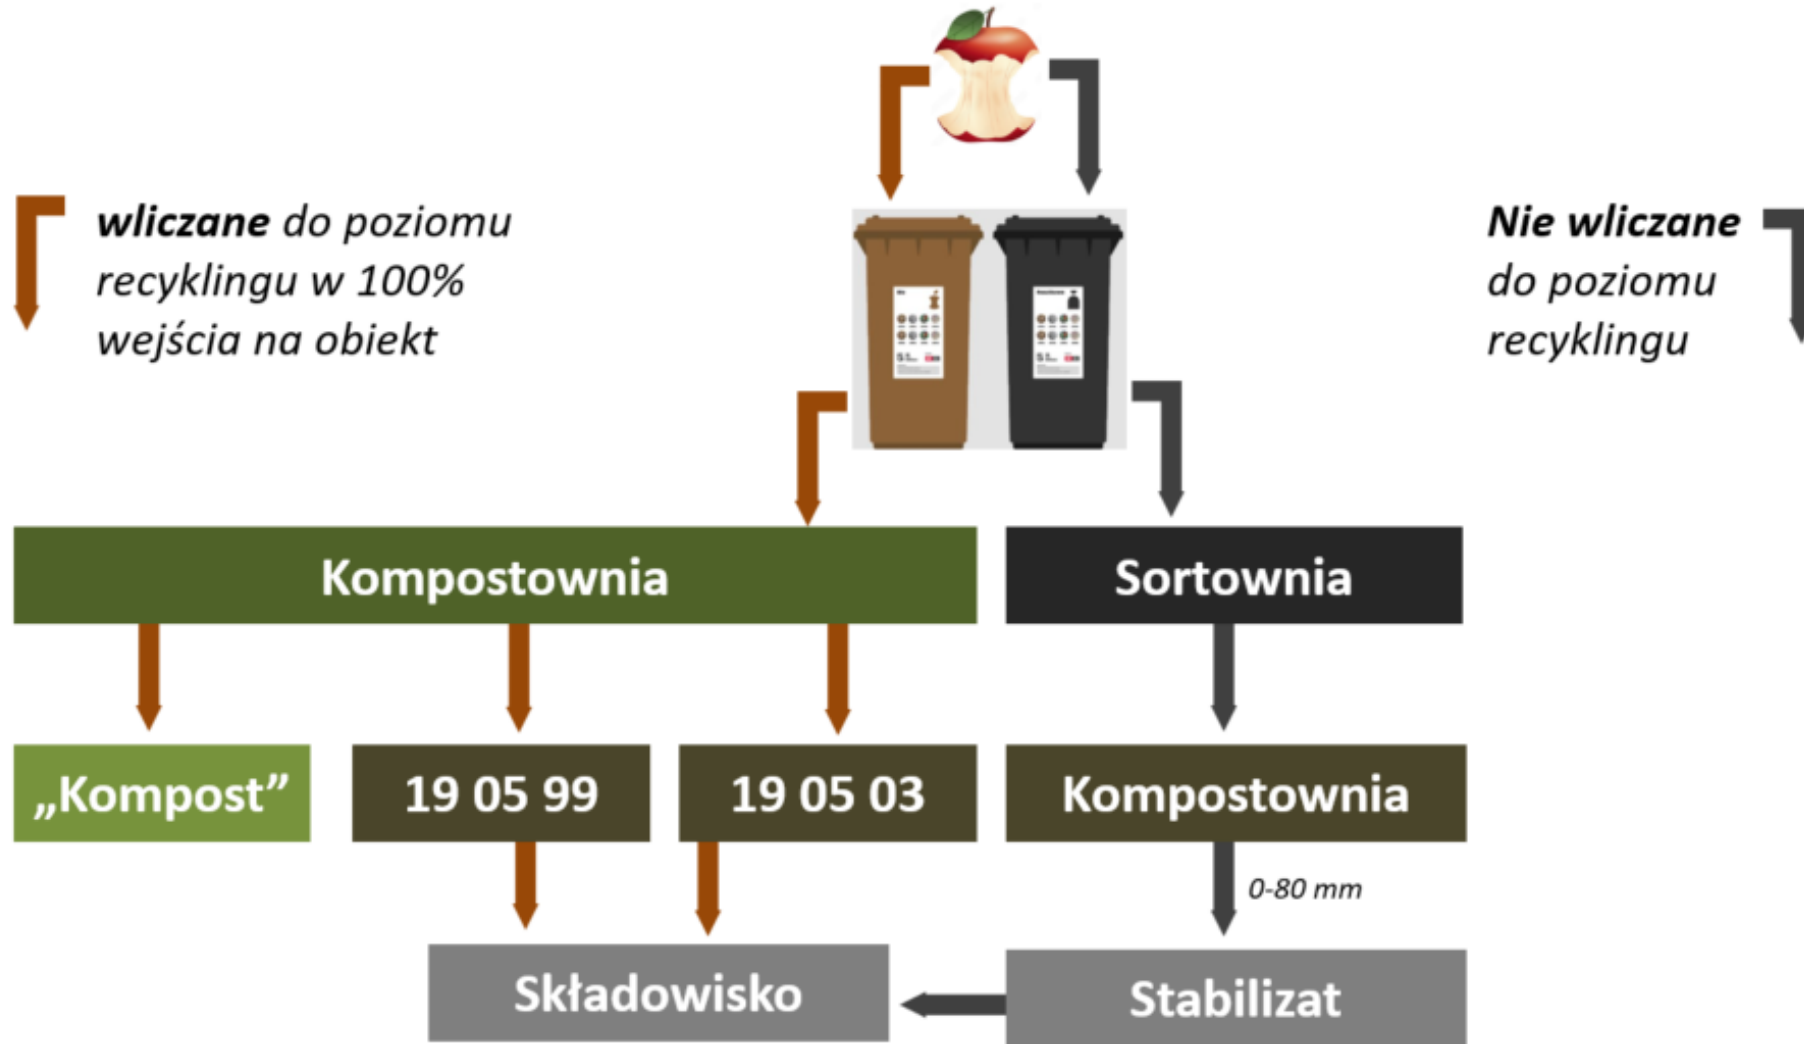 wliczane do poziomu
recyklingu w 100%
wejścia na obiekt
Nie wliczane
do poziomu
recyklingu
Kompostownia
Sortownia
„Kompost”
19 05 99
19 05 03
Kompostownia
0-80 mm
Składowisko
Stabilizat